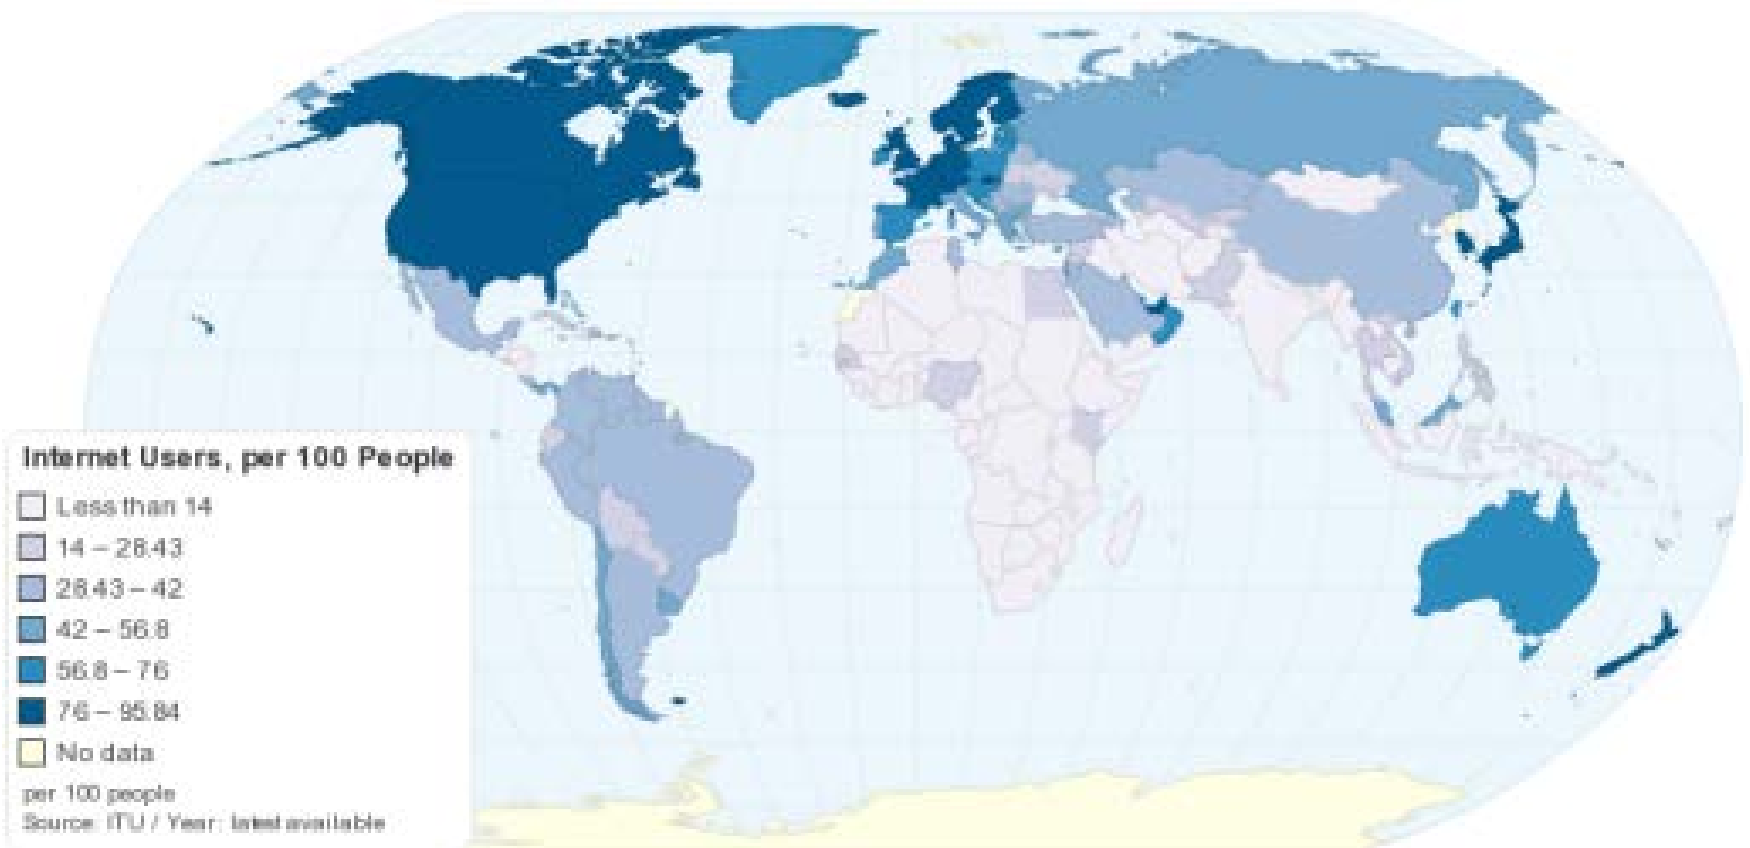 Internet Users, per 100 People
Less than 14
14 – 28.43
28.43 – 42
42 – 56.8
56.8 – 76
76 – 95.84
No data
per 100 people
Source: ITU / Year: latest available